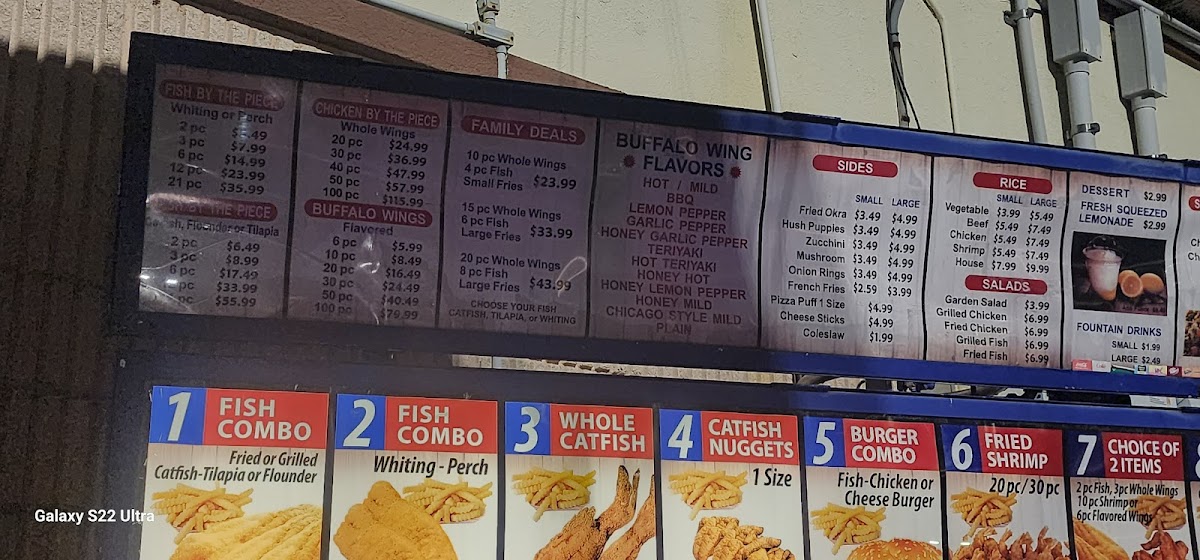 FISH BY THE PIECE
Whiting or Perch
2 pc
3 pc $7.99
6 pc $14.99
12 pc $23.99
21 pc $35.99
BY THE PIECE
Flounder or Tilapia
2 pc $6.49
3 pc $8.99
6 pc $17.49
pc $33.99
pc $55.99
CHICKEN BY THE PIECE
Whole Wings
20 pc $24.99
30 pc $36.99
40 pc $47.99
50 pc $57.99
100 pc $115.99
BUFFALO WINGS
Flavored
6 pc $5.99
10 pc $8.49
20 pc $16.49
30 pc $24.49
50 pc $40.49
100 pc $79.99
FAMILY DEALS
10 pc Whole Wings
4 pc Fish
Small Fries $23.99
15 pc Whole Wings
6 pc Fish
Large Fries $33.99
20 pc Whole Wings
8 pc Fish
Large Fries $43.99
CHOOSE YOUR FISH
CATFISH, TILAPIA, or WHITING
BUFFALO WING
FLAVORS
HOT / MILD
BBQ
LEMON PEPPER
GARLIC PEPPER
HONEY GARLIC PEPPER
TERIYAKI
HOT TERIYAKI
HONEY HOT
HONEY LEMON PEPPER
HONEY MILD
CHICAGO STYLE MILD
PLAIN
SIDES
SMALL LARGE
Fried Okra $3.49 $4.99
Hush Puppies $3.49 $4.99
Zucchini $3.49 $4.99
Mushroom $3.49 $4.99
Onion Rings $3.49 $4.99
French Fries $2.59 $3.99
Pizza Puff 1 Size $4.99
Cheese Sticks $4.99
Coleslaw $1.99
RICE
SMALL LARGE
Vegetable $3.99 $5.49
Beef $5.49 $7.49
Chicken $5.49 $7.49
Shrimp $5.49 $7.49
House $7.99 $9.99
SALADS
Garden Salad $3.99
Grilled Chicken $6.99
Fried Chicken $6.99
Grilled Fish $6.99
Fried Fish $6.99
DESSERT $2.99
FRESH SQUEEZED
LEMONADE $2.99
FOUNTAIN DRINKS
SMALL $1.99
LARGE $2.49
1 FISH COMBO
Fried or Grilled
Catfish-Tilapia or Flounder
2 FISH COMBO
Whiting - Perch
3 WHOLE CATFISH
4 CATFISH NUGGETS
1 Size
5 BURGER COMBO
Fish-Chicken or
Cheese Burger
6 FRIED SHRIMP
20 pc / 30 pc
7 CHOICE OF 2 ITEMS
2 pc Fish, 3 pc Whole Wings
10 pc Shrimp or
6 pc Flavored Wings
Galaxy S22 Ultra